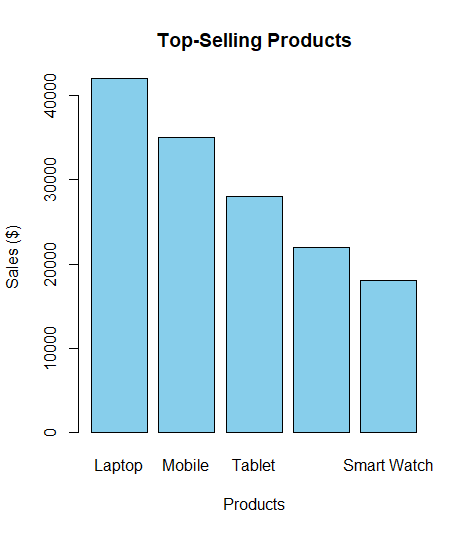 Top-Selling Products
Sales ($)
40000
30000
20000
10000
0
Laptop Mobile Tablet Smart Watch
Products